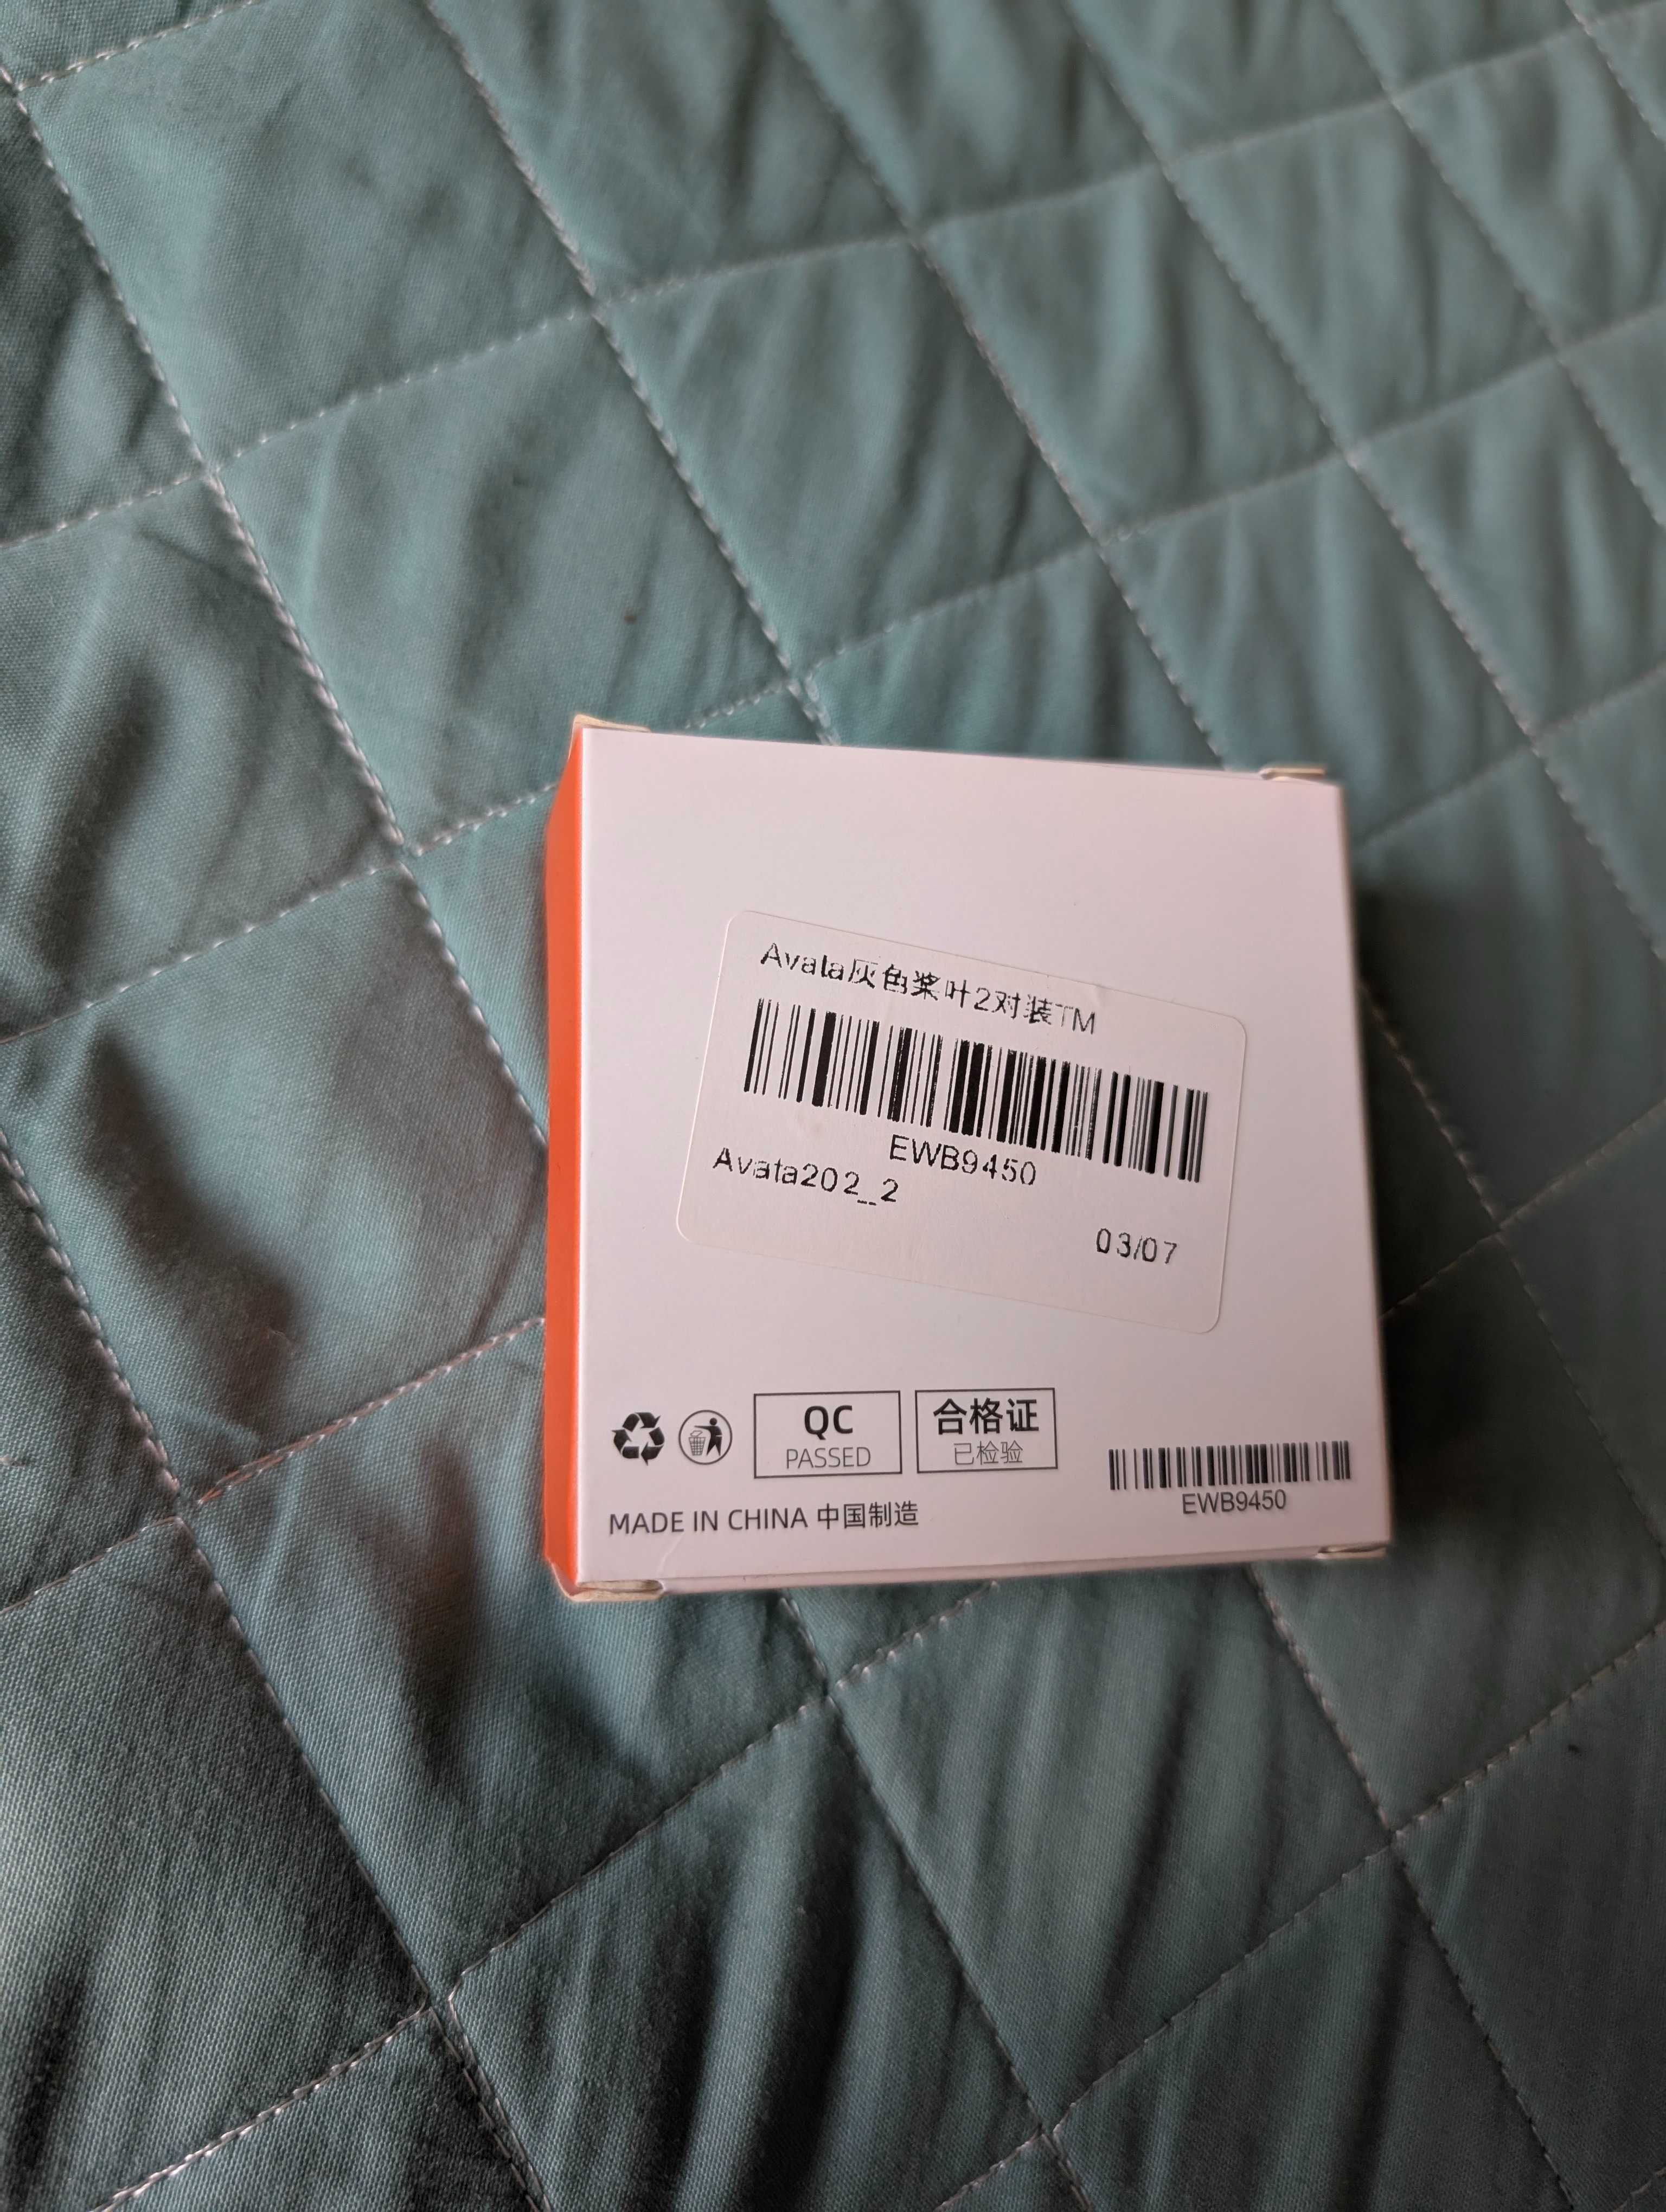 Avata灰色桨叶2对装TM
EWB9450
Avata202_2
03/07
QC
PASSED
合格证
已检验
EWB9450
MADE IN CHINA 中国制造